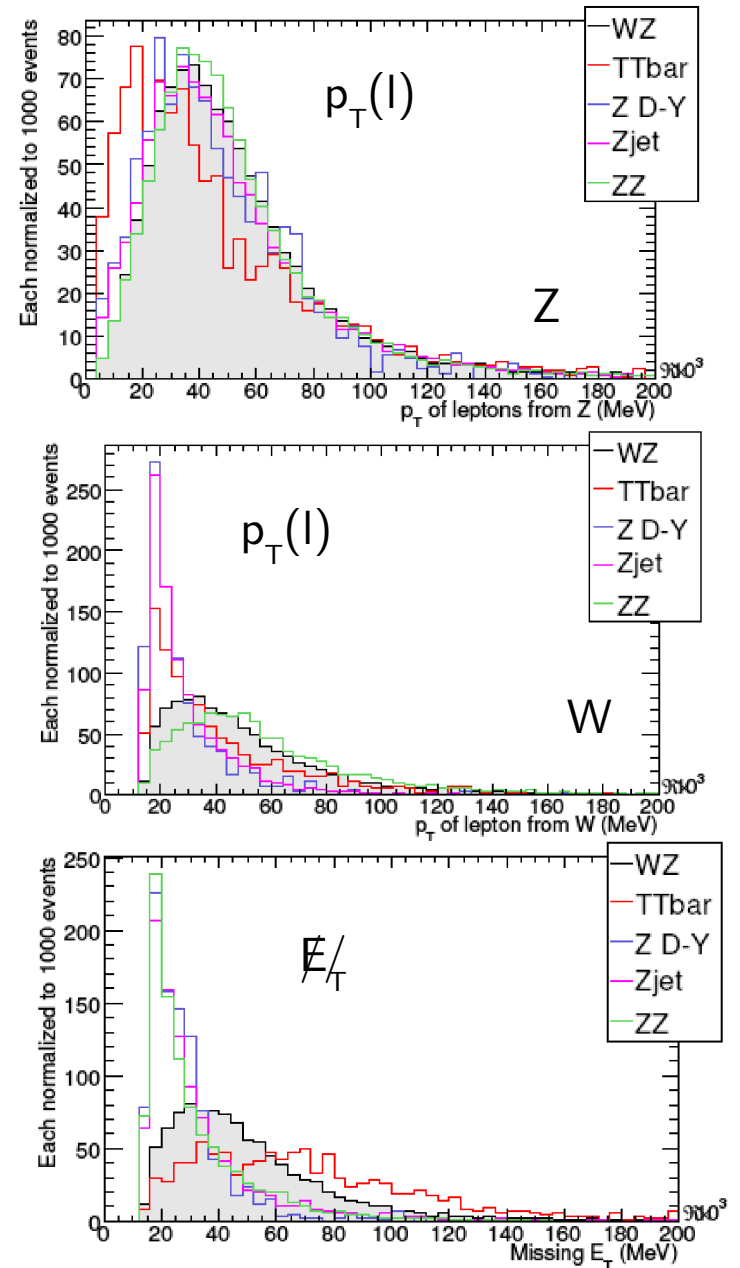 WZ
TTbar
Z D-Y
Zjet
ZZ
p_T(l)
Z
Each normalized to 1000 events
80
70
60
50
40
30
20
10
0
0 20 40 60 80 100 120 140 160 180 200
p_T of leptons from Z (MeV)
WZ
TTbar
Z D-Y
Zjet
ZZ
p_T(l)
W
Each normalized to 1000 events
250
200
150
100
50
0
0 20 40 60 80 100 120 140 160 180 200
p_T of lepton from W (MeV)
WZ
TTbar
Z D-Y
Zjet
ZZ
E̸_T
Each normalized to 1000 events
250
200
150
100
50
0
0 20 40 60 80 100 120 140 160 180 200
Missing E_T (MeV)